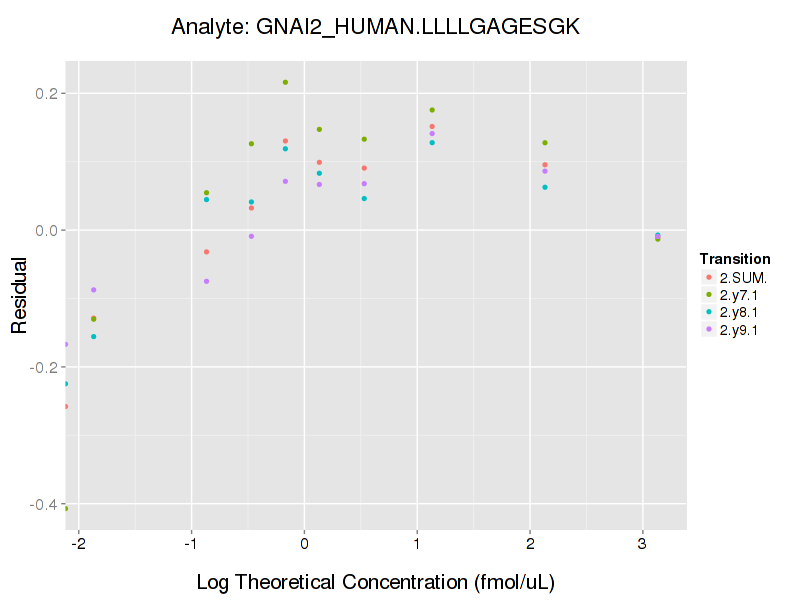 Analyte: GNAI2_HUMAN.LLLLGAGESGK
0.2
0.0
-0.2
-0.4
Residual
-2 -1 0 1 2 3
Log Theoretical Concentration (fmol/uL)
Transition
2.SUM.
2.y7.1
2.y8.1
2.y9.1